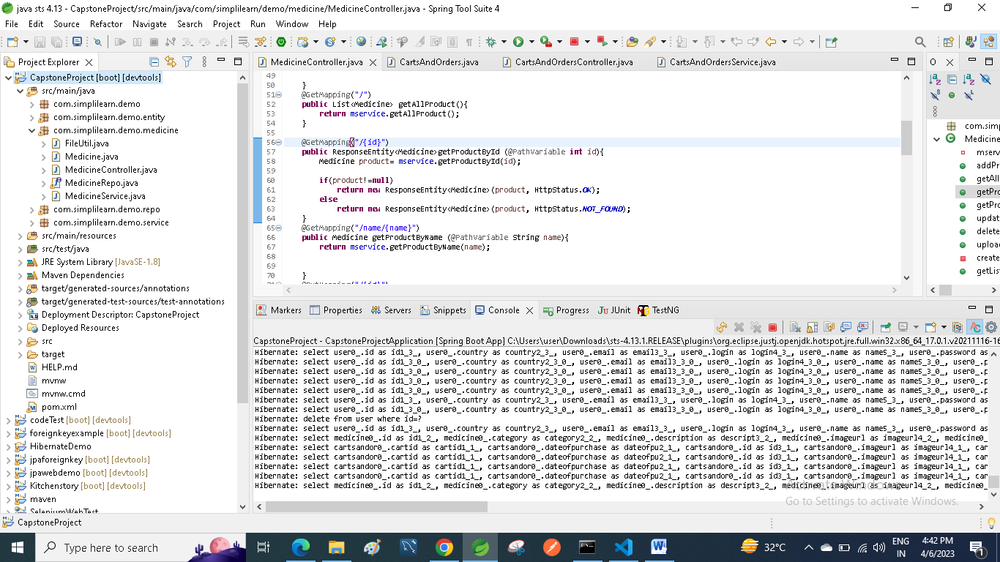 java sts 4.13 - CapstoneProject/src/main/java/com/simplilearn/demo/medicine/MedicineController.java - Spring Tool Suite 4
File Edit Source Refactor Navigate Search Project Run Window Help
Project Explorer
CapstoneProject [boot] [devtools]
src/main/java
com.simplilearn.demo
com.simplilearn.demo.entity
com.simplilearn.demo.medicine
FileUtil.java
Medicine.java
MedicineController.java
MedicineRepo.java
MedicineService.java
com.simplilearn.demo.repo
com.simplilearn.demo.service
src/main/resources
src/test/java
JRE System Library [JavaSE-1.8]
Maven Dependencies
target/generated-sources/annotations
target/generated-test-sources/test-annotations
Deployment Descriptor: CapstoneProject
Deployed Resources
src
target
HELP.md
mvnw
mvnw.cmd
pom.xml
codeTest [boot] [devtools]
foreignkeyexample [boot] [devtools]
HibernateDemo
jpaforeignkey [boot] [devtools]
jpawebdemo [boot] [devtools]
Kitchenstory [boot] [devtools]
maven
SeleniumWebTest
MedicineController.java CartsAndOrders.java CartsAndOrdersController.java CartsAndOrdersService.java
49
50 }
51 @GetMapping("/")
52 public List<Medicine> getAllProduct(){
53 return mservice.getAllProduct();
54 }
55
56 @GetMapping("/{id}")
57 public ResponseEntity<Medicine>getProductById (@PathVariable int id){
58 Medicine product= mservice.getProductById(id);
59
60 if(product!=null)
61 return new ResponseEntity<Medicine>(product, HttpStatus.OK);
62 else
63 return new ResponseEntity<Medicine>(product, HttpStatus.NOT_FOUND);
64 }
65 @GetMapping("/name/{name}")
66 public Medicine getProductByName (@PathVariable String name){
67 return mservice.getProductByName(name);
68
69
70 }
71 @PutMapping("/{id}")
O
com.simp
Medicine
mserv
addPr
getAll
getPro
getPro
updat
delete
uploa
create
getLis
Markers Properties Servers Snippets Console Progress JUnit TestNG
CapstoneProject - CapstoneProjectApplication [Spring Boot App] C:\Users\user\Downloads\sts-4.13.1.RELEASE\plugins\org.eclipse.justj.openjdk.hotspot.jre.full.win32.x86_64_17.0.1.v20211116-16
Hibernate: select user0_.id as id1_3_, user0_.country as country2_3_, user0_.email as email3_3_, user0_.login as login4_3_, user0_.name as name5_3_, user0_.password as
Hibernate: select user0_.id as id1_3_0_, user0_.country as country2_3_0_, user0_.email as email3_3_0_, user0_.login as login4_3_0_, user0_.name as name5_3_0_, user0_.p
Hibernate: select user0_.id as id1_3_0_, user0_.country as country2_3_0_, user0_.email as email3_3_0_, user0_.login as login4_3_0_, user0_.name as name5_3_0_, user0_.p
Hibernate: select user0_.id as id1_3_0_, user0_.country as country2_3_0_, user0_.email as email3_3_0_, user0_.login as login4_3_0_, user0_.name as name5_3_0_, user0_.p
Hibernate: select user0_.id as id1_3_0_, user0_.country as country2_3_0_, user0_.email as email3_3_0_, user0_.login as login4_3_0_, user0_.name as name5_3_0_, user0_.p
Hibernate: select user0_.id as id1_3_, user0_.country as country2_3_, user0_.email as email3_3_, user0_.login as login4_3_, user0_.name as name5_3_, user0_.password as
Hibernate: select user0_.id as id1_3_0_, user0_.country as country2_3_0_, user0_.email as email3_3_0_, user0_.login as login4_3_0_, user0_.name as name5_3_0_, user0_.p
Hibernate: delete from user where id=?
Hibernate: select user0_.id as id1_3_, user0_.country as country2_3_, user0_.email as email3_3_, user0_.login as login4_3_, user0_.name as name5_3_, user0_.password as
Hibernate: select medicine0_.id as id1_2_, medicine0_.category as category2_2_, medicine0_.description as descript3_2_, medicine0_.imageurl as imageurl4_2_, medicine0_
Hibernate: select cartsandor0_.cartid as cartid1_1_, cartsandor0_.dateofpurchase as dateofpu2_1_, cartsandor0_.id as id3_1_, cartsandor0_.imageurl as imageurl4_1_, car
Hibernate: select cartsandor0_.cartid as cartid1_1_, cartsandor0_.dateofpurchase as dateofpu2_1_, cartsandor0_.id as id3_1_, cartsandor0_.imageurl as imageurl4_1_, car
Hibernate: select cartsandor0_.cartid as cartid1_1_, cartsandor0_.dateofpurchase as dateofpu2_1_, cartsandor0_.id as id3_1_, cartsandor0_.imageurl as imageurl4_1_, car
Hibernate: select cartsandor0_.cartid as cartid1_1_, cartsandor0_.dateofpurchase as dateofpu2_1_, cartsandor0_.id as id3_1_, cartsandor0_.imageurl as imageurl4_1_, car
Hibernate: select medicine0_.id as id1_2_, medicine0_.category as category2_2_, medicine0_.description as descript3_2_, medicine0_.imageurl as imageurl4_2_, medicine0_
Activate Windows
Go to Settings to activate Windows.
CapstoneProject
Type here to search
32°C
ENG
IN
4:42 PM
4/6/2023
1